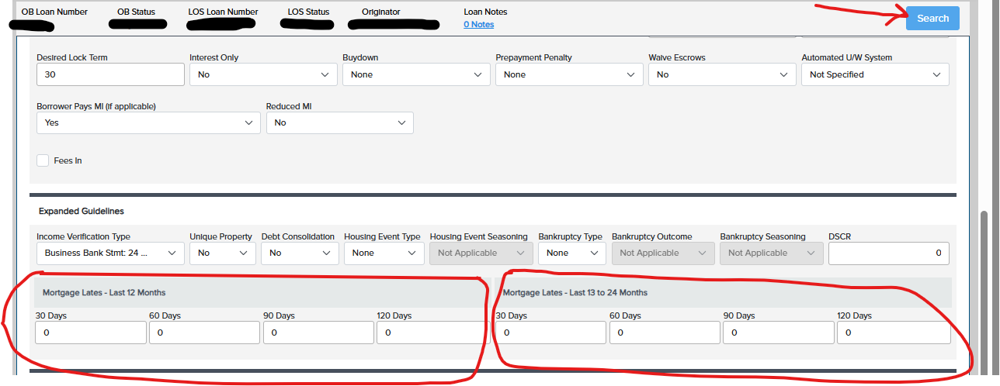 OB Loan Number OB Status LOS Loan Number LOS Status Originator Loan Notes
0 Notes
Search
Desired Lock Term Interest Only Buydown Prepayment Penalty Waive Escrows Automated U/W System
30 No None None No Not Specified
Borrower Pays MI (if applicable) Reduced MI
Yes No
Fees In
Expanded Guidelines
Income Verification Type Unique Property Debt Consolidation Housing Event Type Housing Event Seasoning Bankruptcy Type Bankruptcy Outcome Bankruptcy Seasoning DSCR
Business Bank Stmt: 24 ... No No None Not Applicable None Not Applicable Not Applicable 0
Mortgage Lates - Last 12 Months Mortgage Lates - Last 13 to 24 Months
30 Days 60 Days 90 Days 120 Days 30 Days 60 Days 90 Days 120 Days
0 0 0 0 0 0 0 0